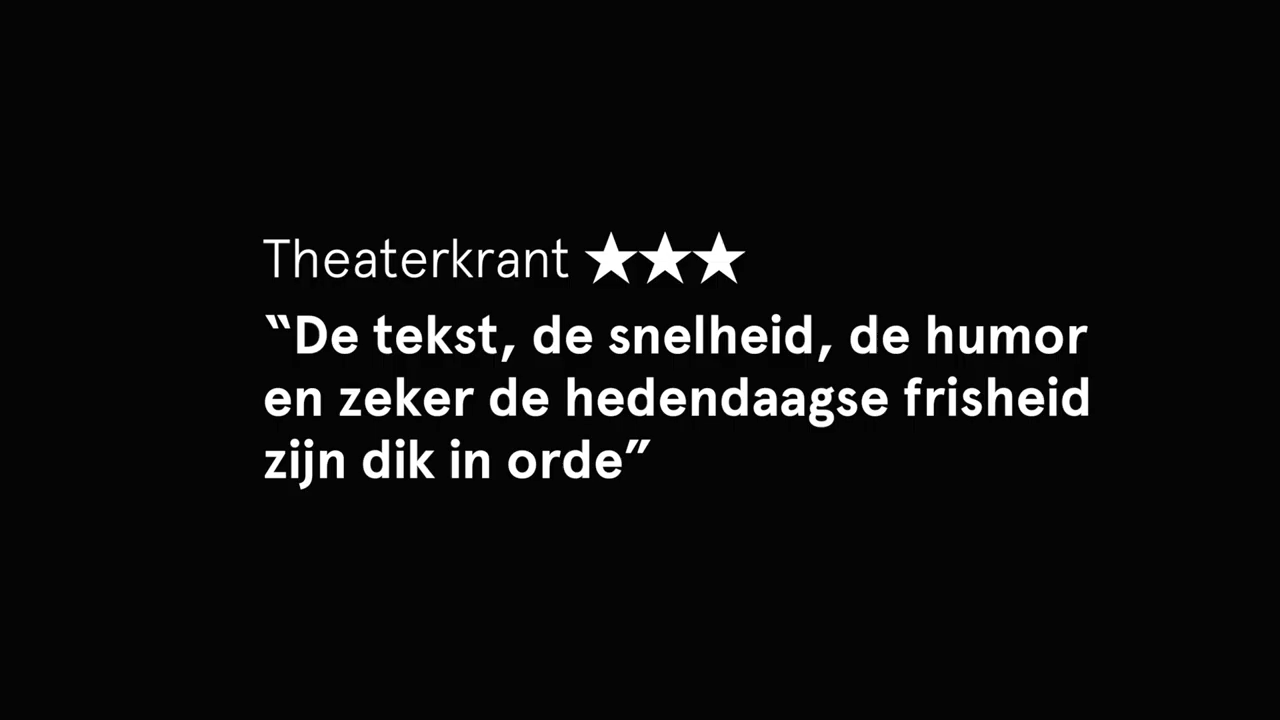 Theaterkrant ★★★
“De tekst, de snelheid, de humor
en zeker de hedendaagse frisheid
zijn dik in orde”